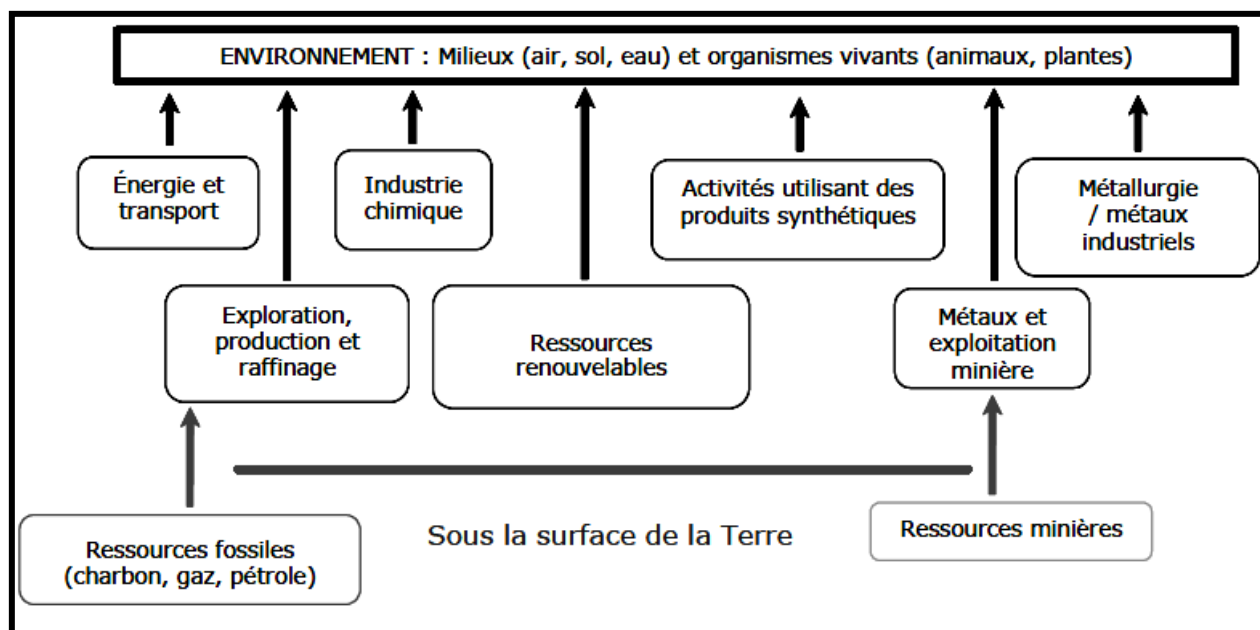 ENVIRONNEMENT : Milieux (air, sol, eau) et organismes vivants (animaux, plantes)
Énergie et
transport
Industrie
chimique
Activités utilisant des
produits synthétiques
Métallurgie
/ métaux
industriels
Exploration,
production et
raffinage
Ressources
renouvelables
Métaux et
exploitation
minière
Ressources fossiles
(charbon, gaz, pétrole)
Sous la surface de la Terre
Ressources minières